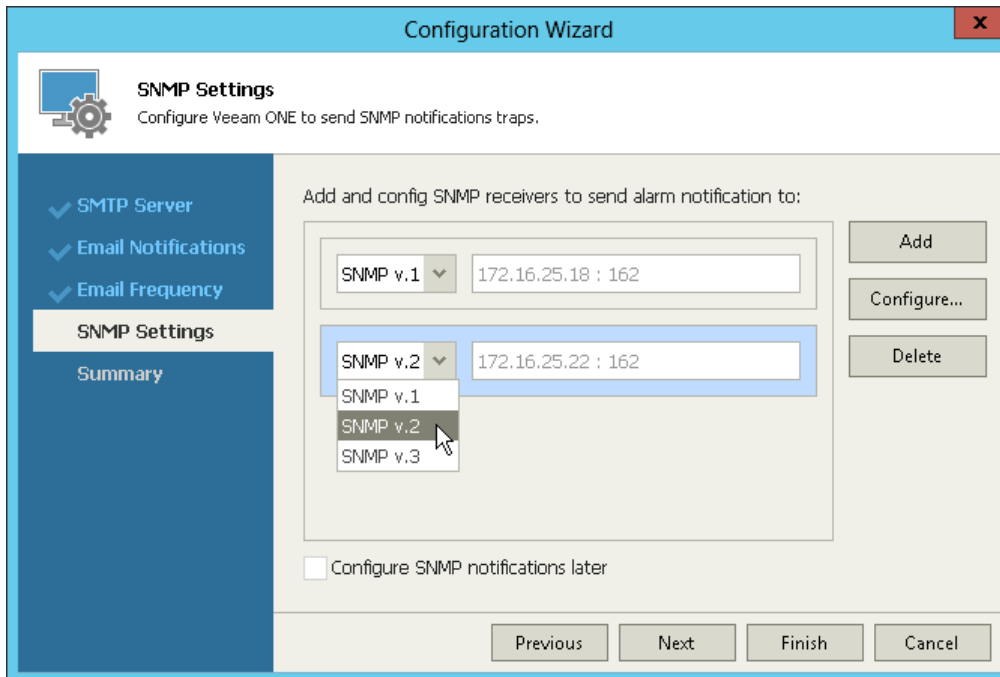 Configuration Wizard
x
SNMP Settings
Configure Veeam ONE to send SNMP notifications traps.
SMTP Server
Email Notifications
Email Frequency
SNMP Settings
Summary
Add and config SNMP receivers to send alarm notification to:
SNMP v.1 172.16.25.18 : 162
SNMP v.2 172.16.25.22 : 162
SNMP v.1
SNMP v.2
SNMP v.3
Add
Configure...
Delete
Configure SNMP notifications later
Previous Next Finish Cancel